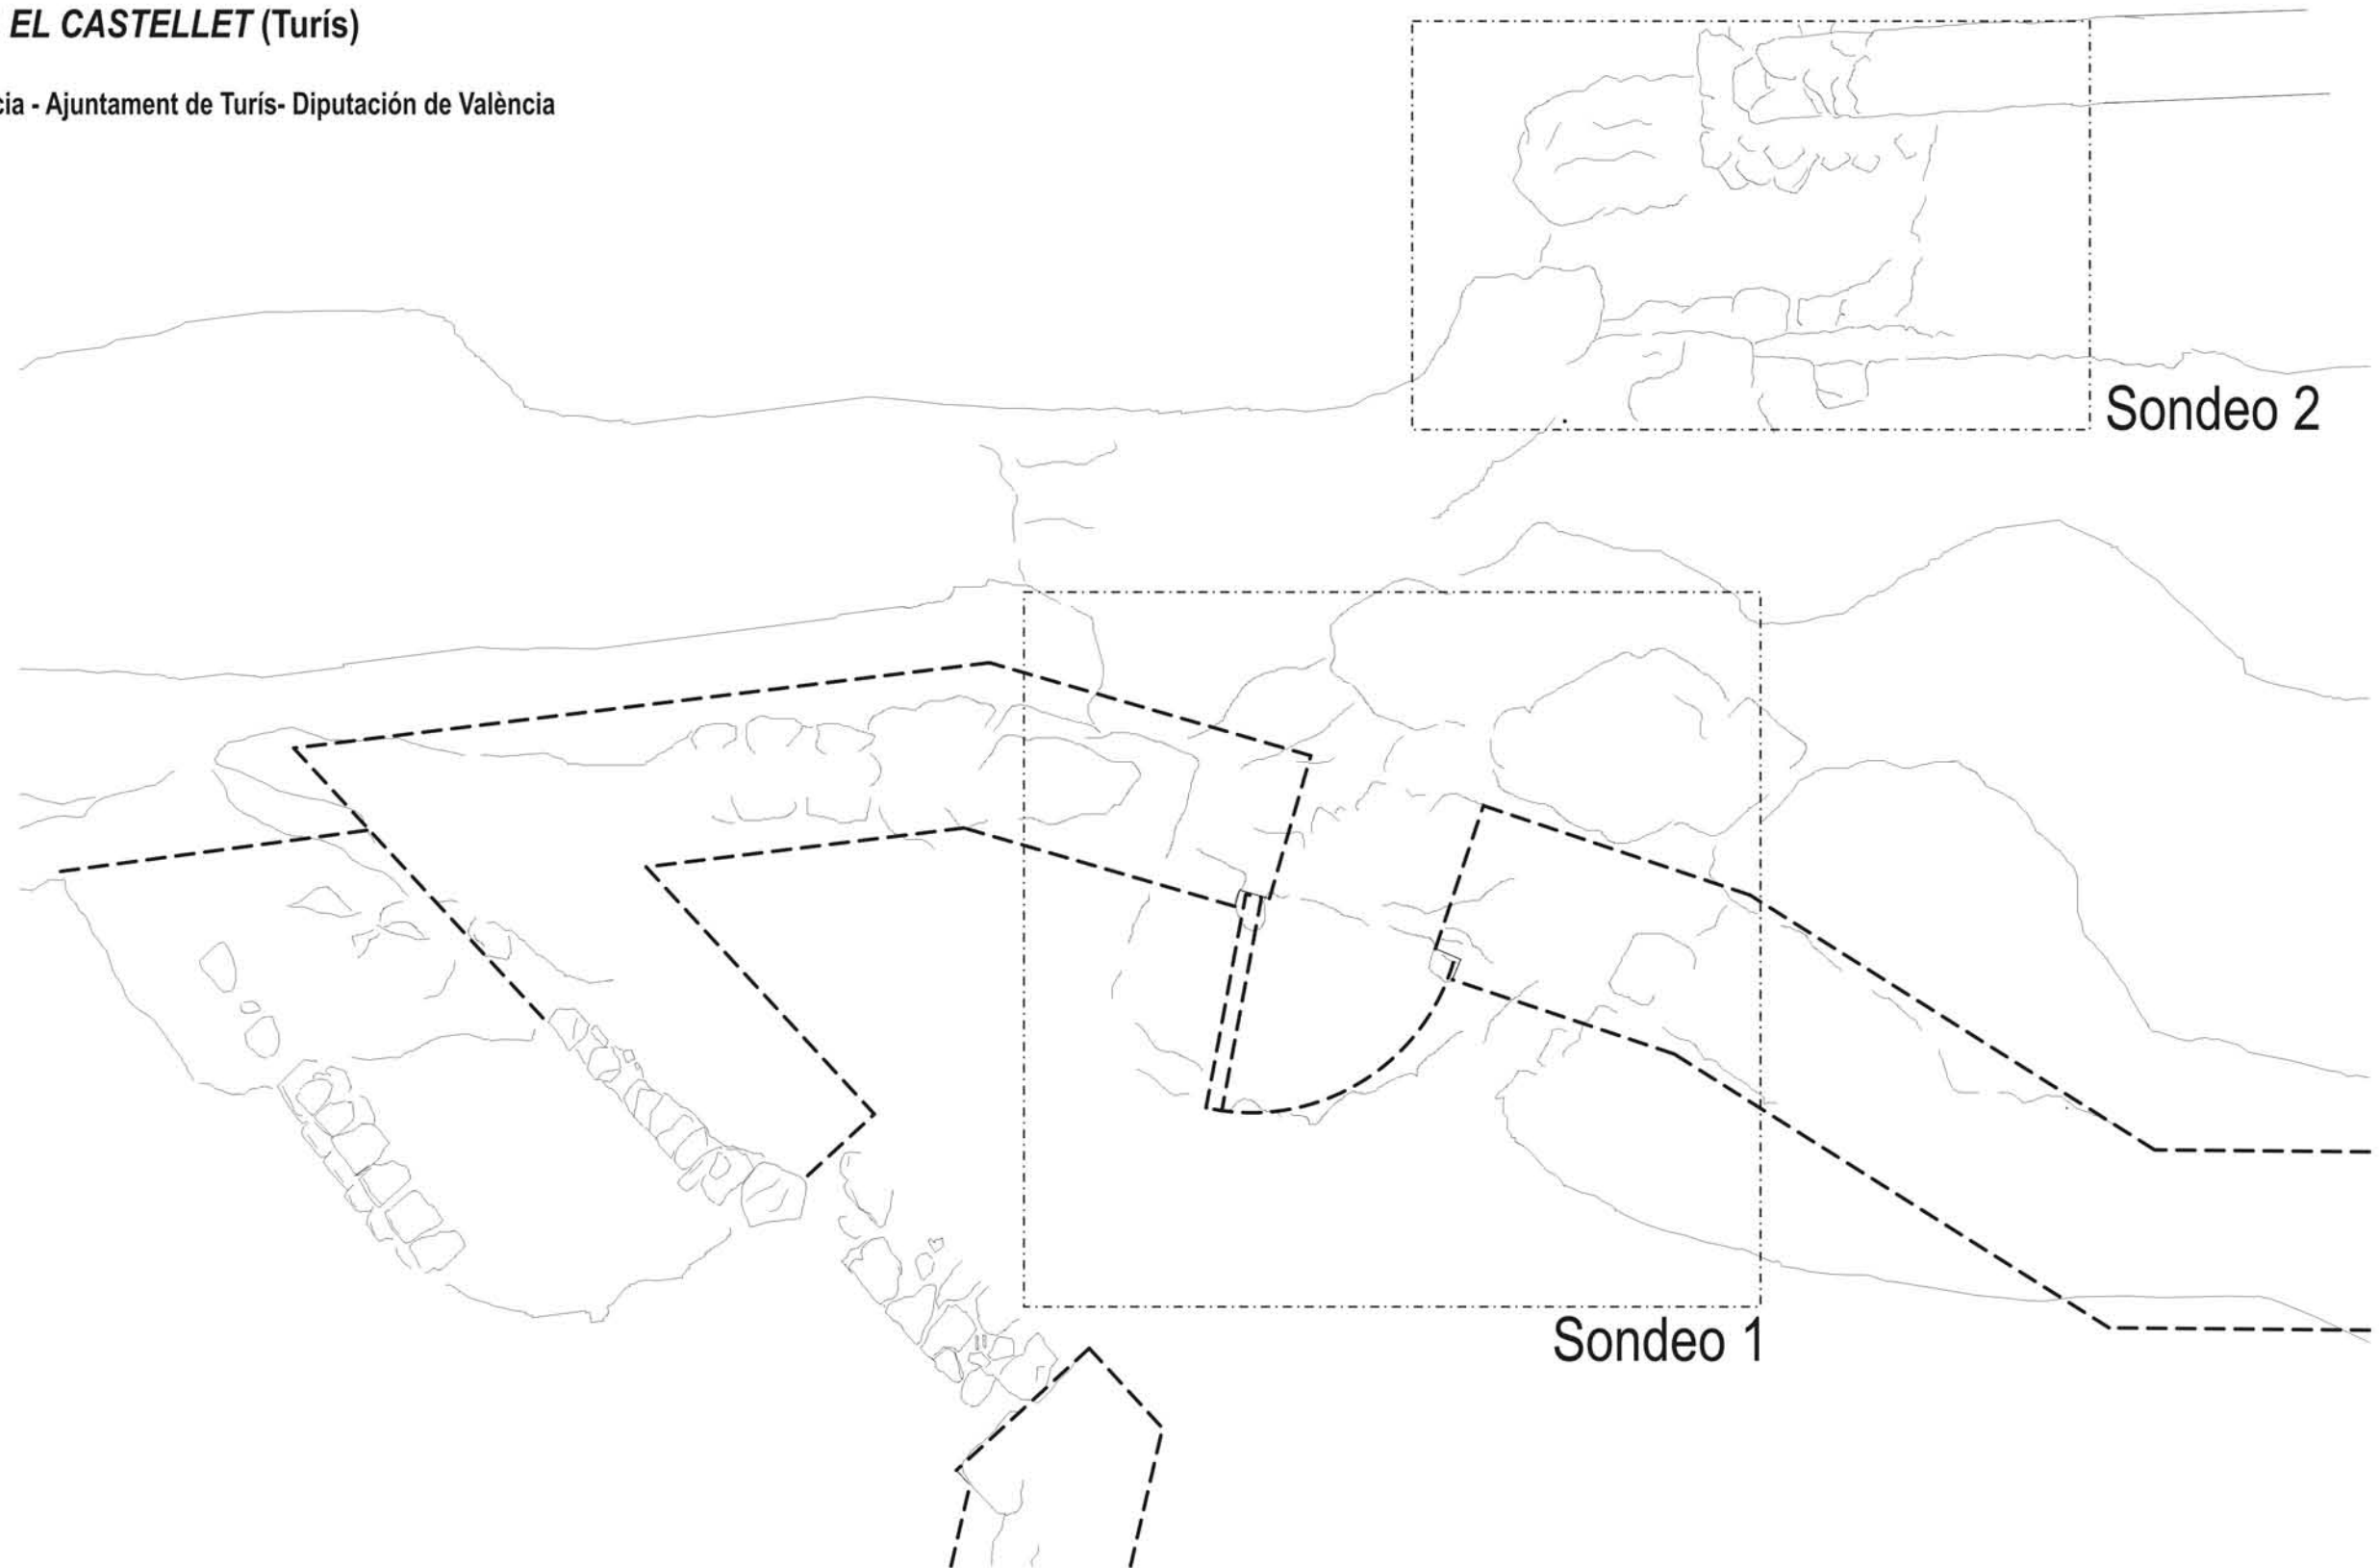 EL CASTELLET (Turís)
cia - Ajuntament de Turís- Diputación de València
Sondeo 2
Sondeo 1